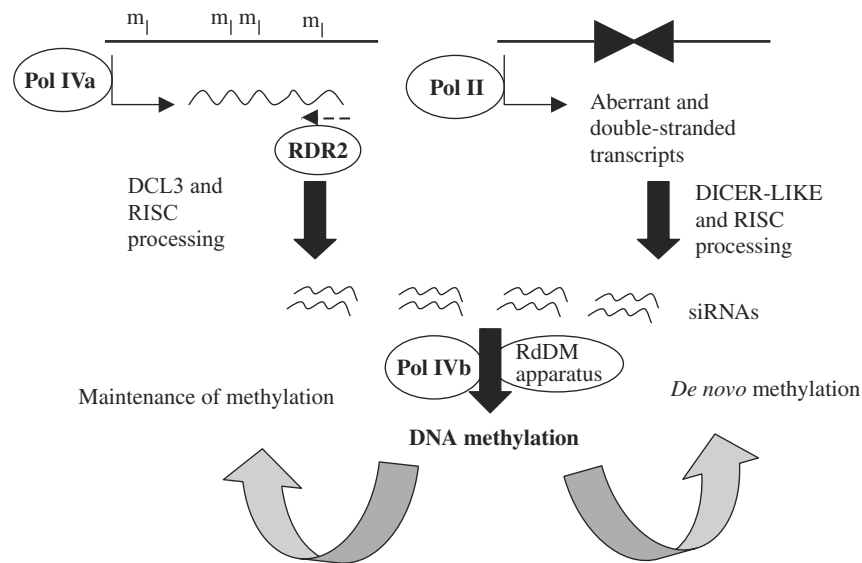 m m m m
Pol IVa
RDR2
DCL3 and
RISC
processing
Pol II
Aberrant and
double-stranded
transcripts
DICER-LIKE
and RISC
processing
siRNAs
Pol IVb
RdDM
apparatus
Maintenance of methylation
De novo methylation
DNA methylation